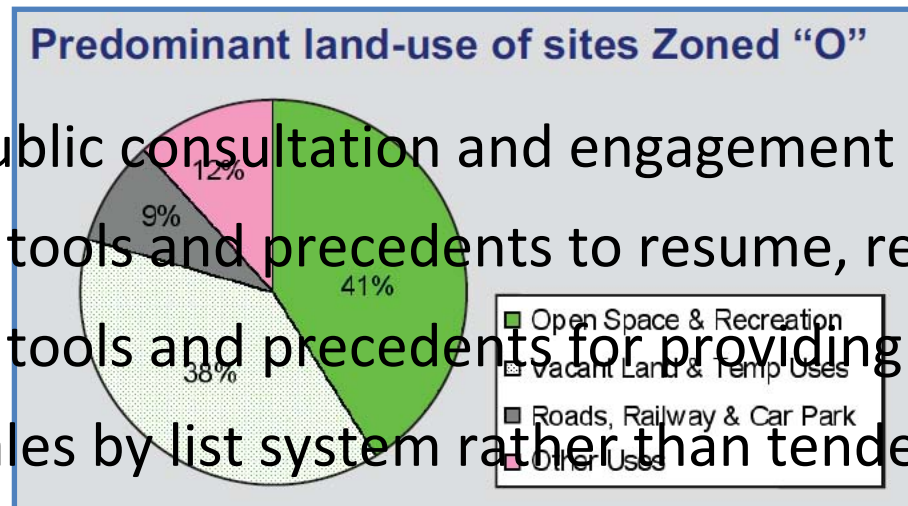 Predominant land-use of sites Zoned “O”
ublic consultation and engagement
12%
9%
tools and precedents to resume, re
41%
Open Space & Recreation
tools and precedents for providing
Vacant Land & Temp Uses
38%
Roads, Railway & Car Park
ales by list system rather than tende
Other Uses